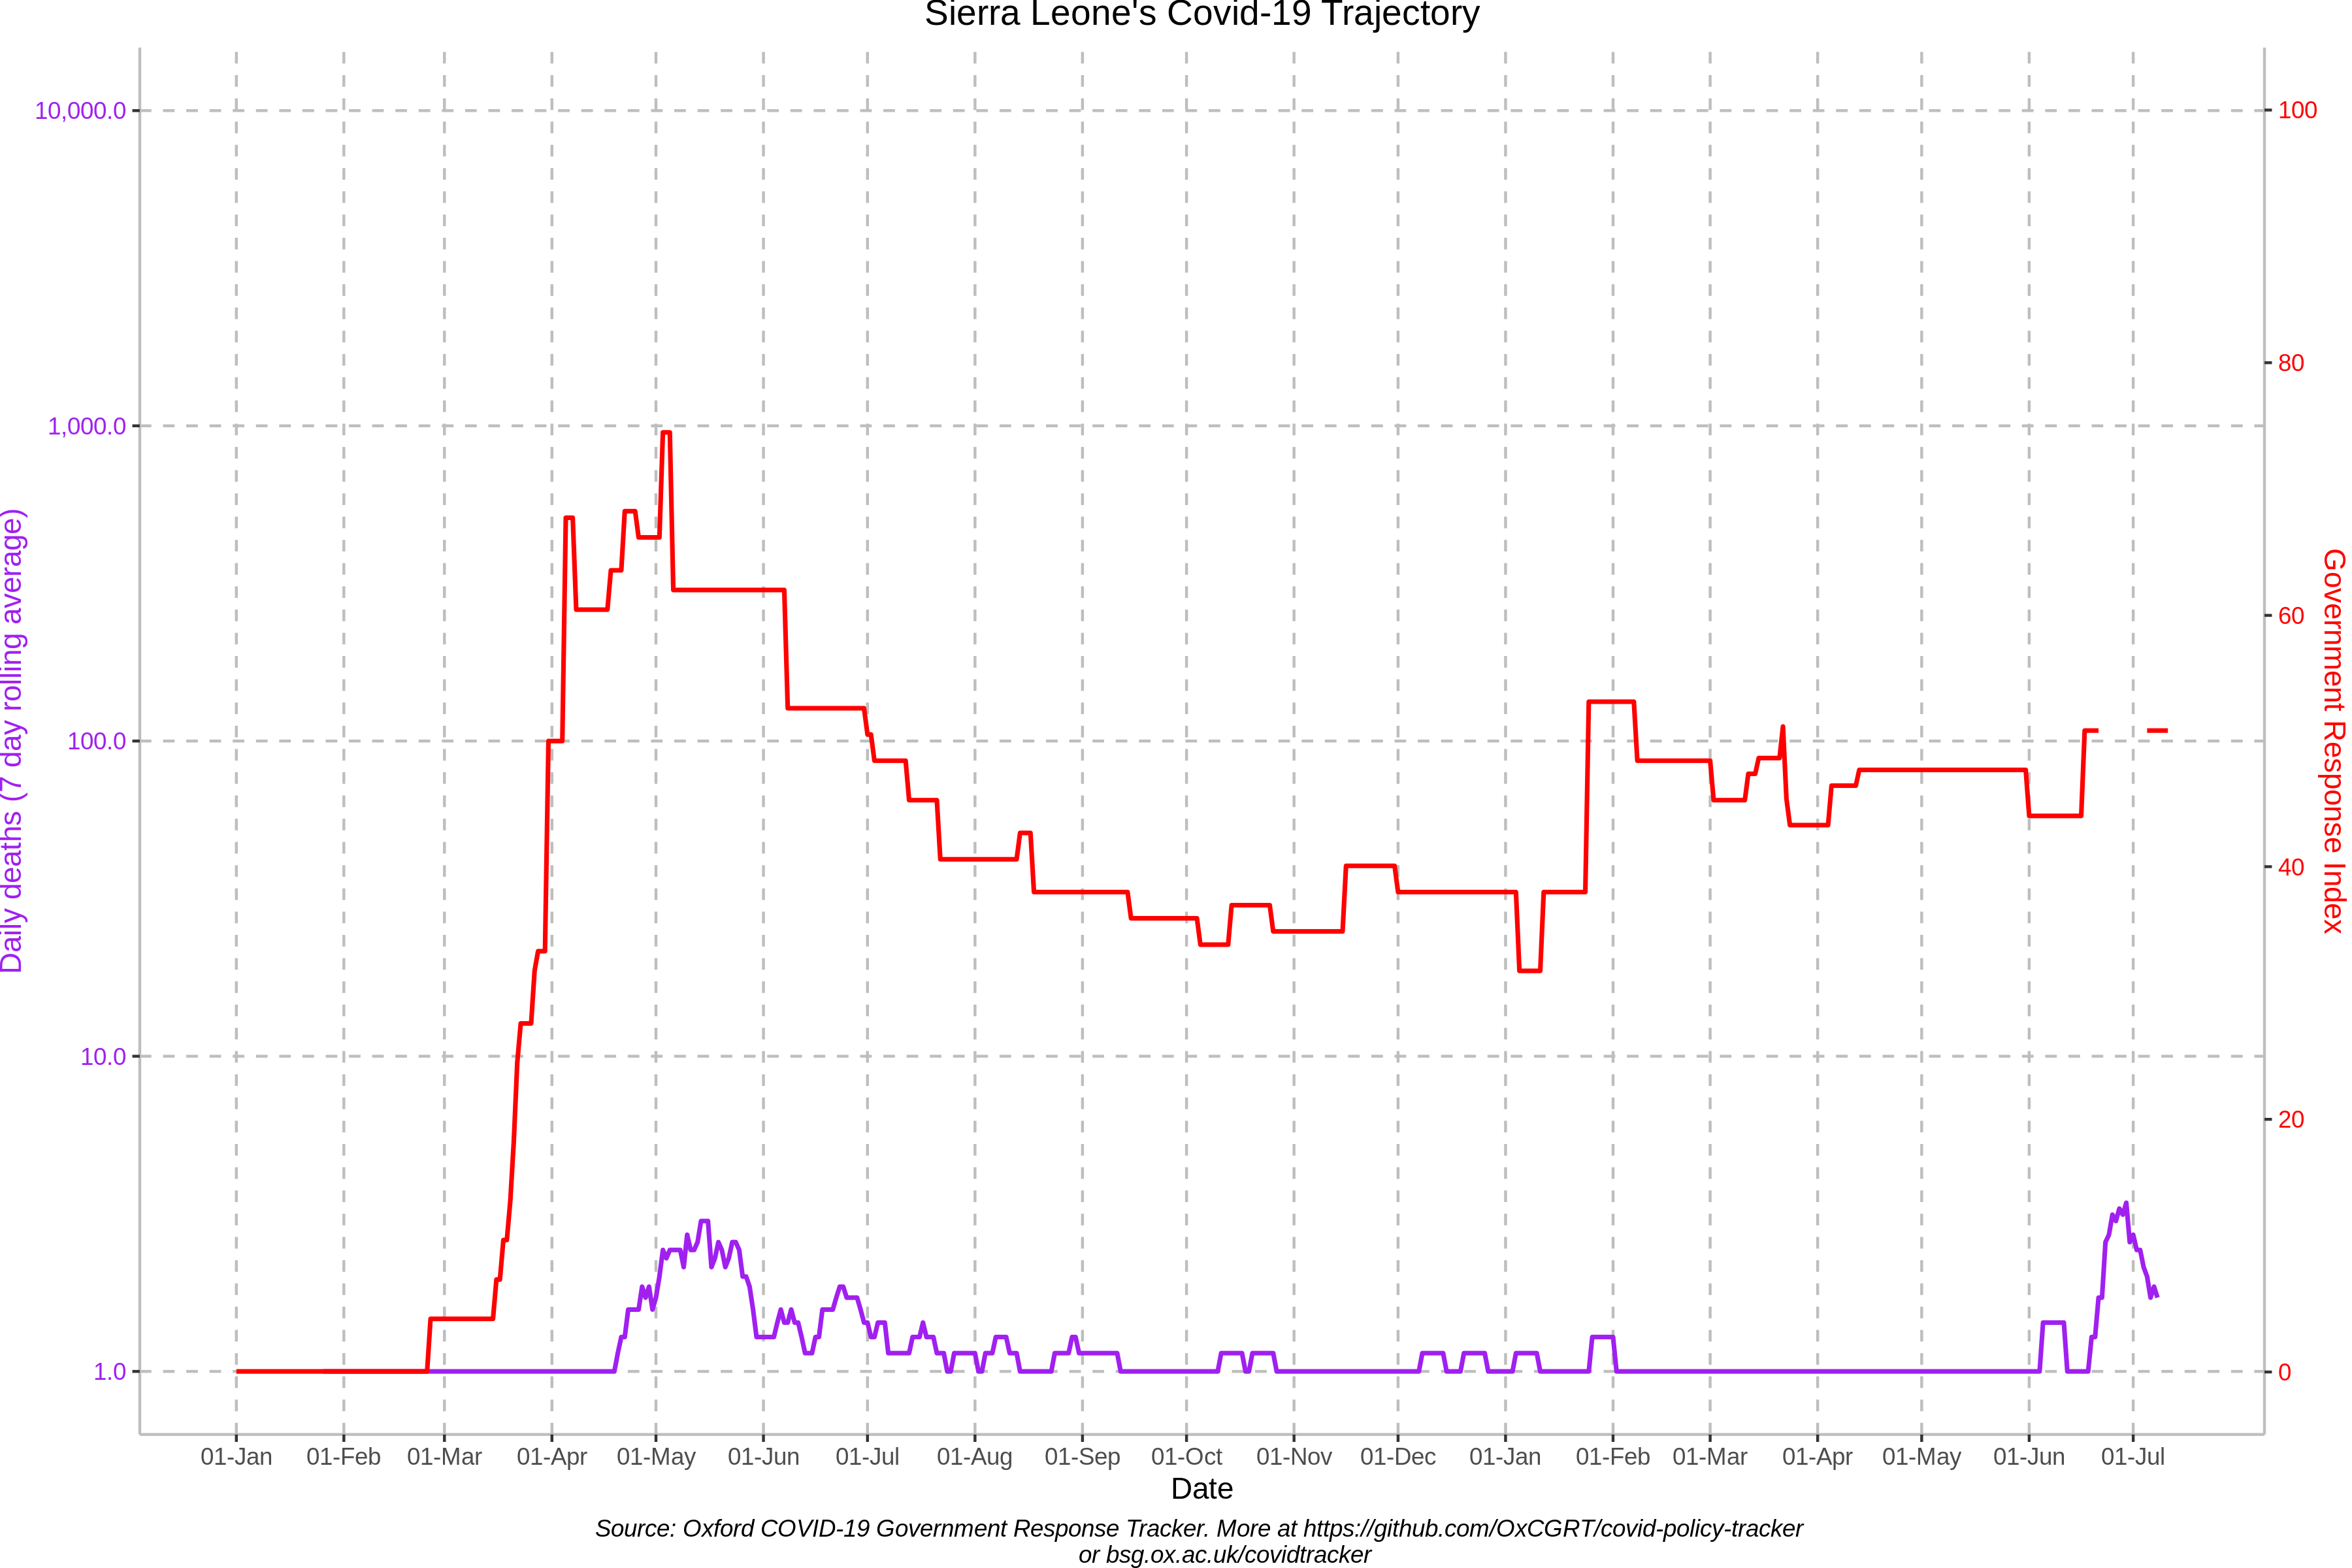 Sierra Leone's Covid-19 Trajectory
10,000.0
1,000.0
100.0
10.0
1.0
Daily deaths (7 day rolling average)
100
80
60
40
20
0
Government Response Index
01-Jan 01-Feb 01-Mar 01-Apr 01-May 01-Jun 01-Jul 01-Aug 01-Sep 01-Oct 01-Nov 01-Dec 01-Jan 01-Feb 01-Mar 01-Apr 01-May 01-Jun 01-Jul
Date
Source: Oxford COVID-19 Government Response Tracker. More at https://github.com/OxCGRT/covid-policy-tracker
or bsg.ox.ac.uk/covidtracker